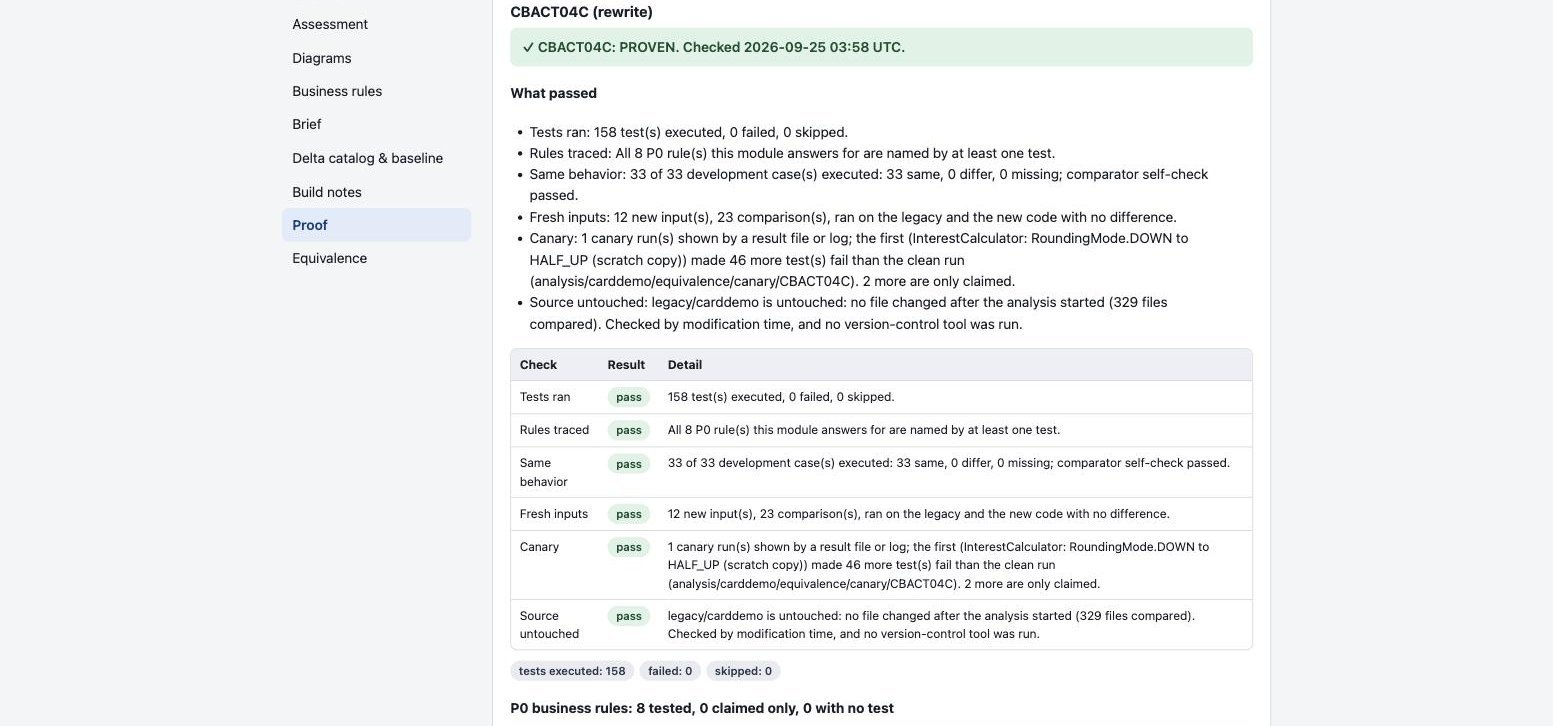 Assessment
Diagrams
Business rules
Brief
Delta catalog & baseline
Build notes
Proof
Equivalence
CBACT04C (rewrite)
✓ CBACT04C: PROVEN. Checked 2026-09-25 03:58 UTC.
What passed
• Tests ran: 158 test(s) executed, 0 failed, 0 skipped.
• Rules traced: All 8 P0 rule(s) this module answers for are named by at least one test.
• Same behavior: 33 of 33 development case(s) executed: 33 same, 0 differ, 0 missing; comparator self-check
passed.
• Fresh inputs: 12 new input(s), 23 comparison(s), ran on the legacy and the new code with no difference.
• Canary: 1 canary run(s) shown by a result file or log; the first (InterestCalculator: RoundingMode.DOWN to
HALF_UP (scratch copy)) made 46 more test(s) fail than the clean run
(analysis/carddemo/equivalence/canary/CBACT04C). 2 more are only claimed.
• Source untouched: legacy/carddemo is untouched: no file changed after the analysis started (329 files
compared). Checked by modification time, and no version-control tool was run.
Check Result Detail
Tests ran pass 158 test(s) executed, 0 failed, 0 skipped.
Rules traced pass All 8 P0 rule(s) this module answers for are named by at least one test.
Same
behavior
pass
33 of 33 development case(s) executed: 33 same, 0 differ, 0 missing; comparator self-check passed.
Fresh inputs pass 12 new input(s), 23 comparison(s), ran on the legacy and the new code with no difference.
Canary pass 1 canary run(s) shown by a result file or log; the first (InterestCalculator: RoundingMode.DOWN to
HALF_UP (scratch copy)) made 46 more test(s) fail than the clean run
(analysis/carddemo/equivalence/canary/CBACT04C). 2 more are only claimed.
Source
untouched
pass
legacy/carddemo is untouched: no file changed after the analysis started (329 files compared).
Checked by modification time, and no version-control tool was run.
tests executed: 158 failed: 0 skipped: 0
P0 business rules: 8 tested, 0 claimed only, 0 with no test